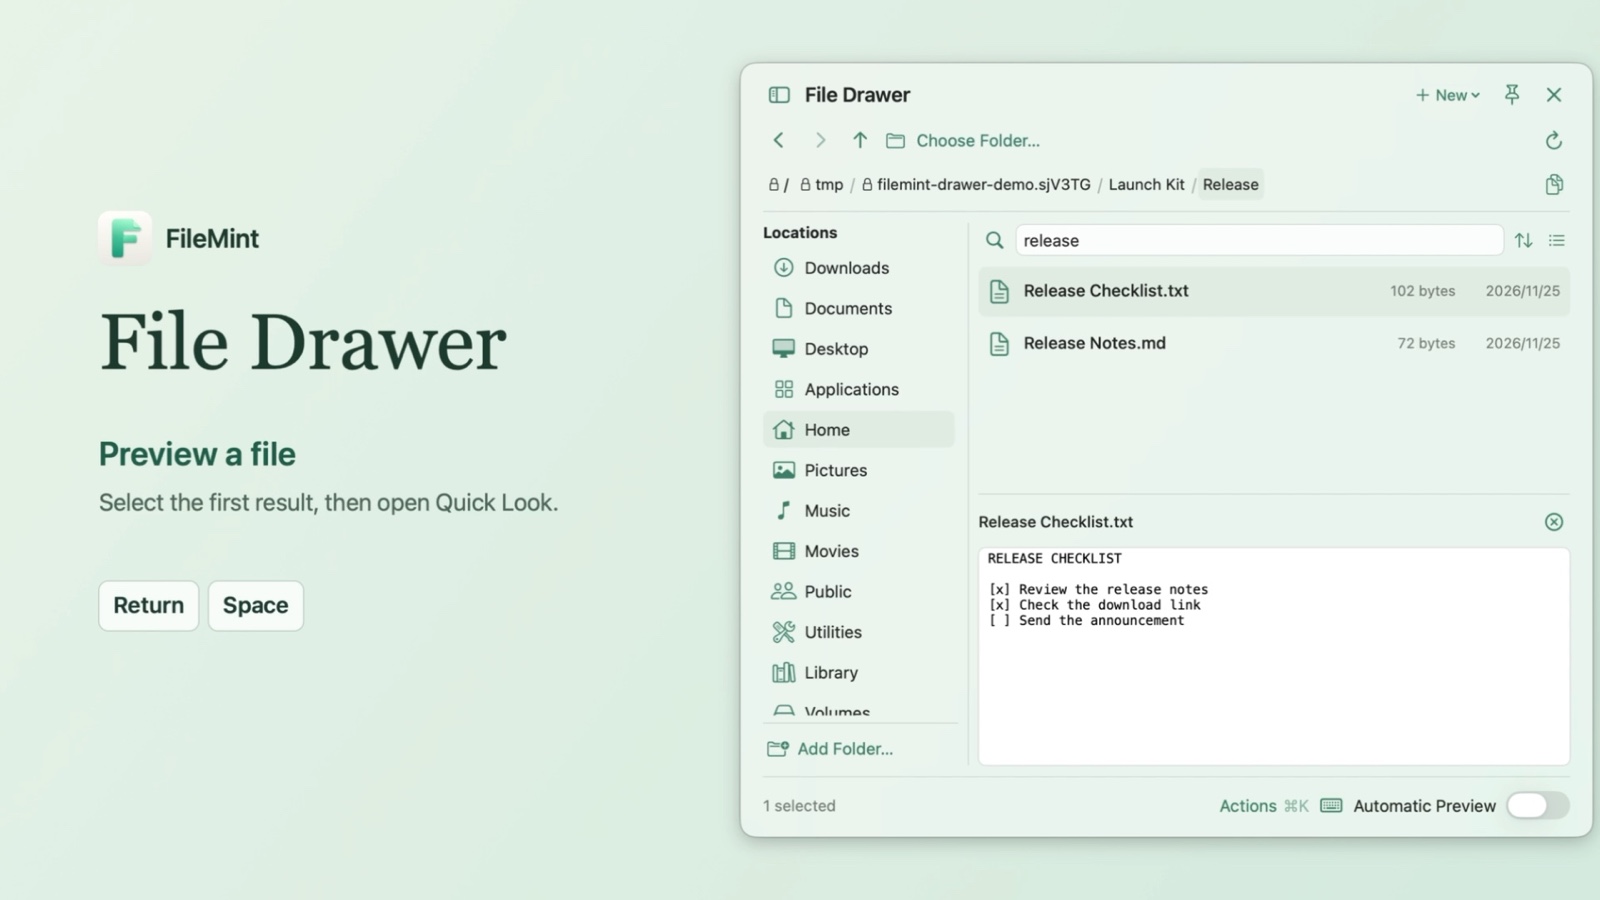 FileMint
File Drawer
Preview a file
Select the first result, then open Quick Look.
Return Space
File Drawer
New
Choose Folder...
/ tmp / filemint-drawer-demo.sjV3TG / Launch Kit / Release
Locations
Downloads
Documents
Desktop
Applications
Home
Pictures
Music
Movies
Public
Utilities
Library
Volumes
Add Folder...
release
Release Checklist.txt 102 bytes 2026/11/25
Release Notes.md 72 bytes 2026/11/25
Release Checklist.txt
RELEASE CHECKLIST
[x] Review the release notes
[x] Check the download link
[ ] Send the announcement
1 selected
Actions ⌘K Automatic Preview